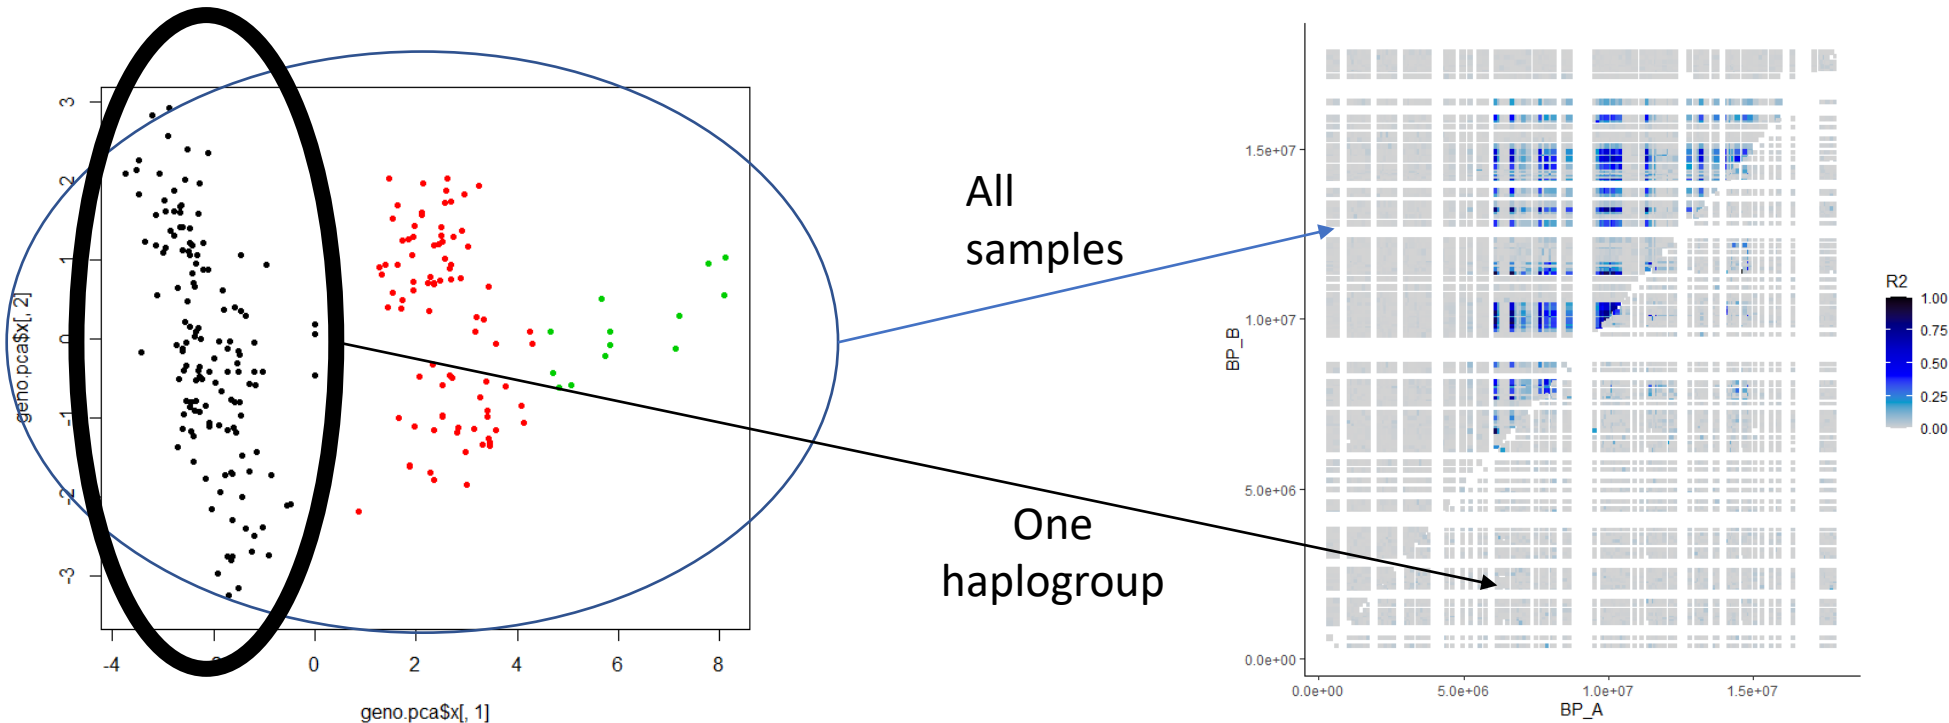 3
2
1
0
-1
-2
-3
geno.pca$x[, 2]
-4
0
2
4
6
8
geno.pca$x[, 1]
All
samples
One
haplogroup
1.5e+07
1.0e+07
5.0e+06
0.0e+00
BP_B
0.0e+00
5.0e+06
1.0e+07
1.5e+07
BP_A
R2
1.00
0.75
0.50
0.25
0.00